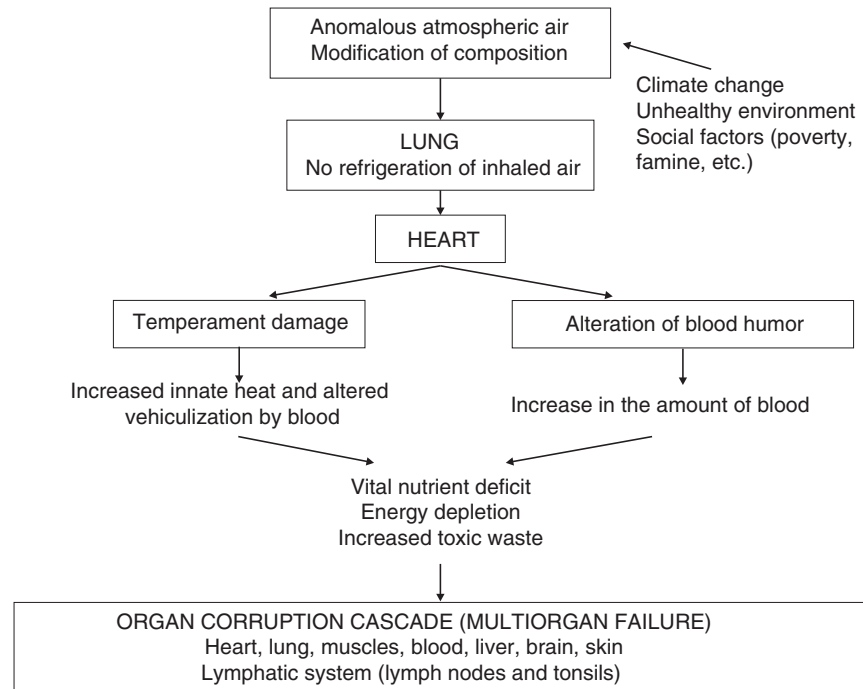 Anomalous atmospheric air
Modification of composition
Climate change
Unhealthy environment
Social factors (poverty,
famine, etc.)
LUNG
No refrigeration of inhaled air
HEART
Temperament damage
Alteration of blood humor
Increased innate heat and altered
vehiculization by blood
Increase in the amount of blood
Vital nutrient deficit
Energy depletion
Increased toxic waste
ORGAN CORRUPTION CASCADE (MULTIORGAN FAILURE)
Heart, lung, muscles, blood, liver, brain, skin
Lymphatic system (lymph nodes and tonsils)